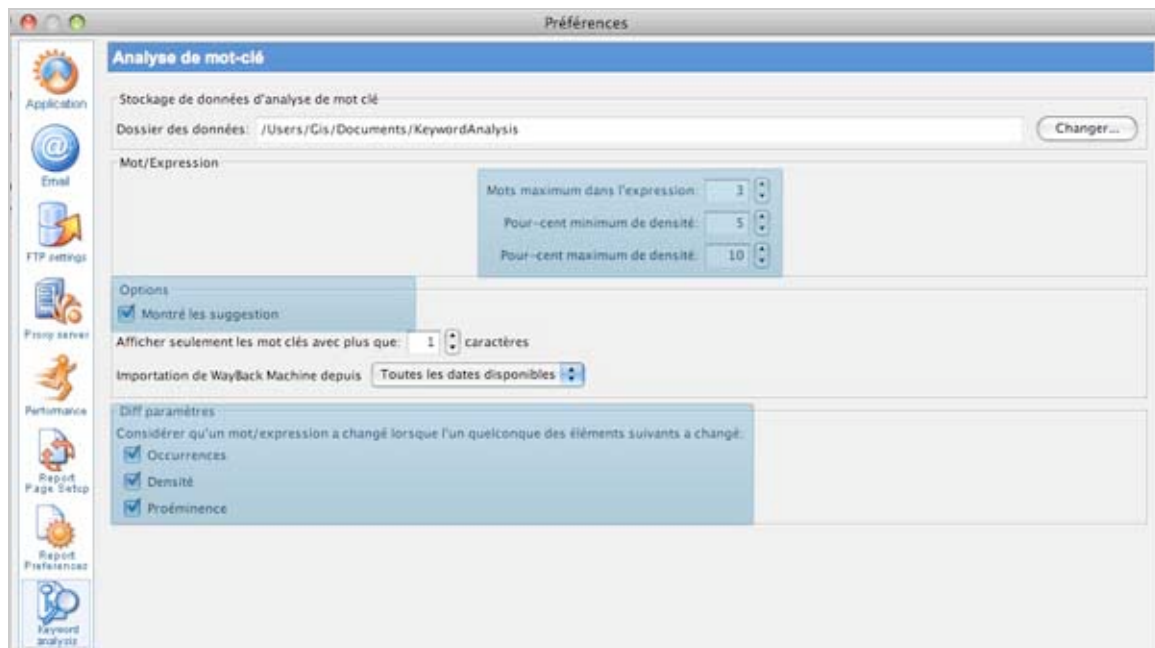 Préférences
Application
Email
FTP settings
Proxy server
Performance
Report
Page Setup
Report
Preferences
Keyword
analysis
Analyse de mot-clé
Stockage de données d'analyse de mot clé
Dossier des données: /Users/Gis/Documents/KeywordAnalysis Changer...
Mot/Expression
Mots maximum dans l'expression: 3
Pour-cent minimum de densité: 5
Pour-cent maximum de densité: 10
Options
Montré les suggestion
Afficher seulement les mot clés avec plus que: 1 caractères
Importation de WayBack Machine depuis Toutes les dates disponibles
Diff paramètres
Considérer qu'un mot/expression a changé lorsque l'un quelconque des éléments suivants a changé:
Occurrences
Densité
Proéminence